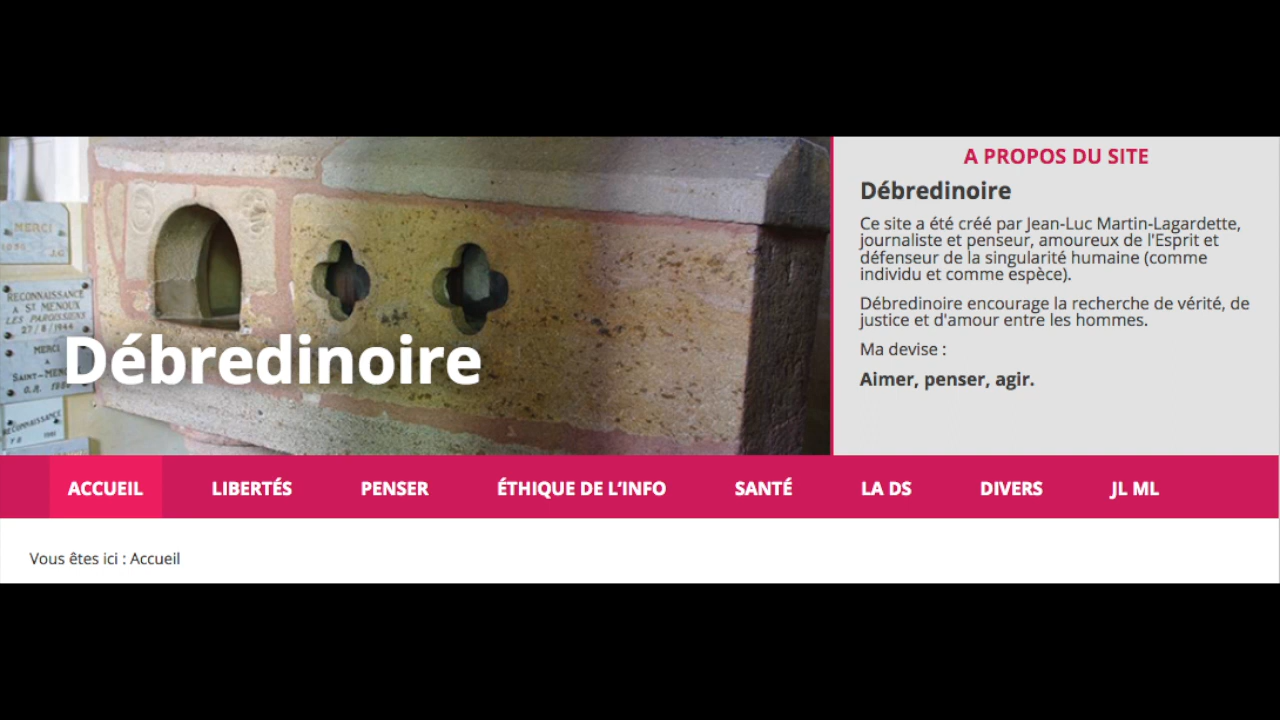 MERCI
J.G
RECONNAISSANCE
A ST MENOUX
LES PAROISSIENS
27/8/1944
MERCI
A
SAINT-MENOUX
RECONNAISSANCE
Débredinoire
A PROPOS DU SITE
Débredinoire
Ce site a été créé par Jean-Luc Martin-Lagardette,
journaliste et penseur, amoureux de l'Esprit et
défenseur de la singularité humaine (comme
individu et comme espèce).
Débredinoire encourage la recherche de vérité, de
justice et d'amour entre les hommes.
Ma devise :
Aimer, penser, agir.
ACCUEIL LIBERTÉS PENSER ÉTHIQUE DE L’INFO SANTÉ LA DS DIVERS JL ML
Vous êtes ici : Accueil